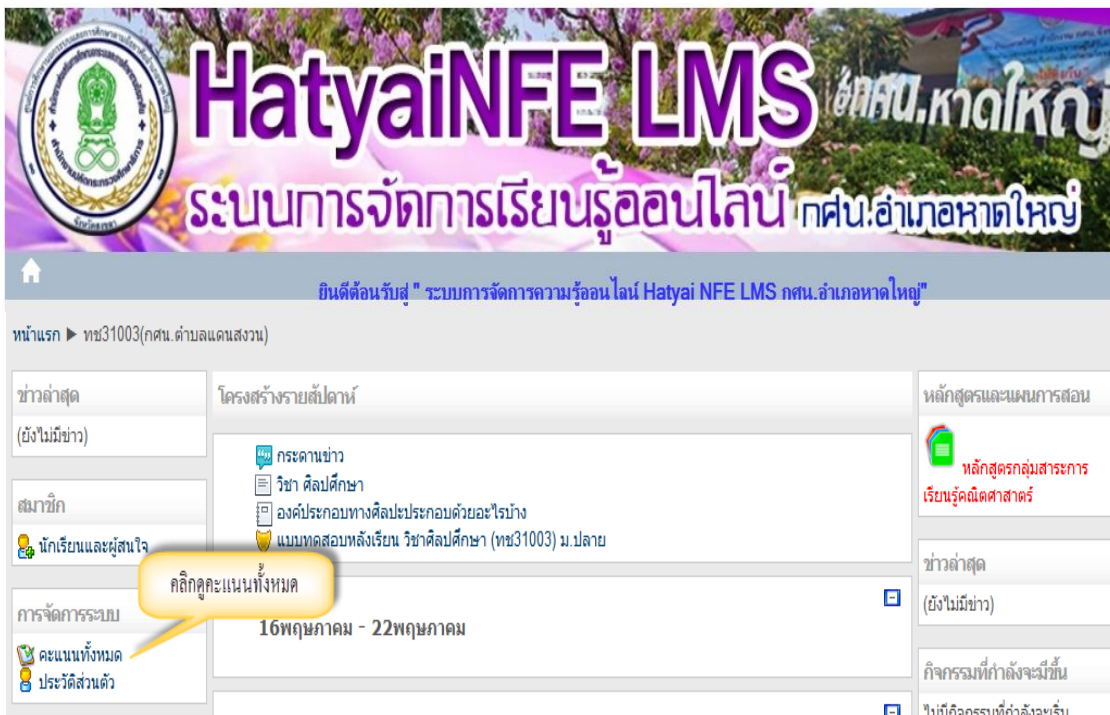 HatyaiNFE LMS
กศน.หาดใหญ่
ระบบการจัดการเรียนรู้ออนไลน์ กศน.อำเภอหาดใหญ่
ยินดีต้อนรับสู่ " ระบบการจัดการความรู้ออนไลน์ Hatyai NFE LMS กศน.อำเภอหาดใหญ่"
หน้าแรก ▶ ทช31003(กศน.ตำบลแดนสงวน)
ข่าวล่าสุด
(ยังไม่มีข่าว)
สมาชิก
นักเรียนและผู้สนใจ
การจัดการระบบ
คะแนนทั้งหมด
ประวัติส่วนตัว
คลิกดูคะแนนทั้งหมด
โครงสร้างรายสัปดาห์
กระดานข่าว
วิชา ศิลปศึกษา
องค์ประกอบทางศิลปะประกอบด้วยอะไรบ้าง
แบบทดสอบหลังเรียน วิชาศิลปศึกษา (ทช31003) ม.ปลาย
16พฤษภาคม - 22พฤษภาคม
หลักสูตรและแผนการสอน
หลักสูตรกลุ่มสาระการ
เรียนรู้คณิตศาสตร์
ข่าวล่าสุด
(ยังไม่มีข่าว)
กิจกรรมที่กำลังจะมีขึ้น
ไม่มีกิจกรรมที่กำลังจะเริ่ม